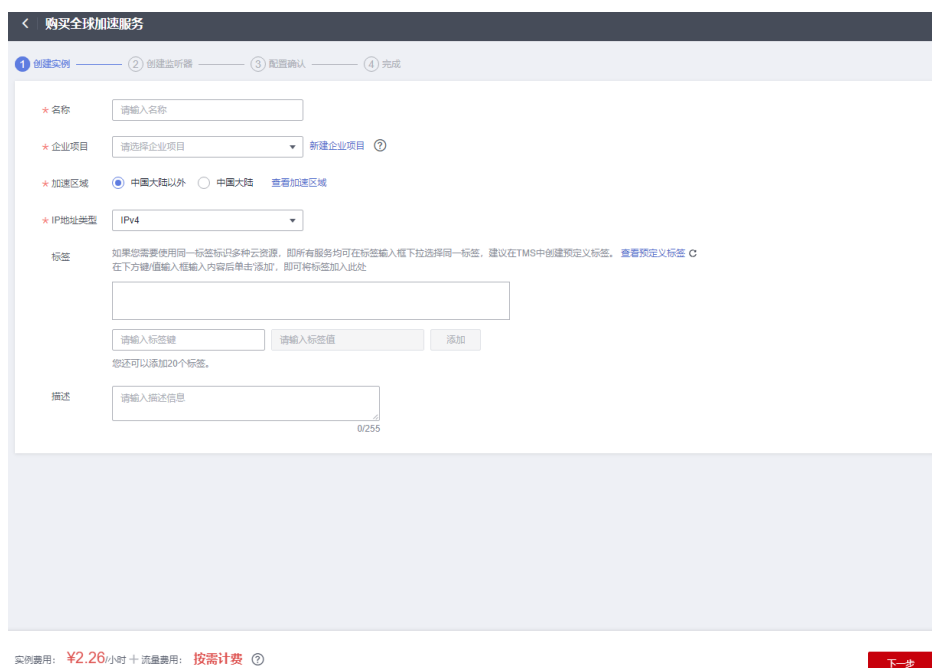 购买全球加速服务
1 创建实例 2 创建监听器 3 配置确认 4 完成
* 名称 请输入名称
* 企业项目 请选择企业项目 新建企业项目 ?
* 加速区域 中国大陆以外 中国大陆 查看加速区域
* IP地址类型 IPv4
标签 如果您需要使用同一标签标识多种云资源，即所有服务均可在标签输入框下拉选择同一标签，建议在TMS中创建预定义标签。 查看预定义标签
在下方键/值输入框输入内容后单击'添加'，即可将标签加入此处
请输入标签键 请输入标签值 添加
您还可以添加20个标签。
描述 请输入描述信息
0/255
实例费用： ¥2.26/小时 + 流量费用： 按需计费 ?
下一步